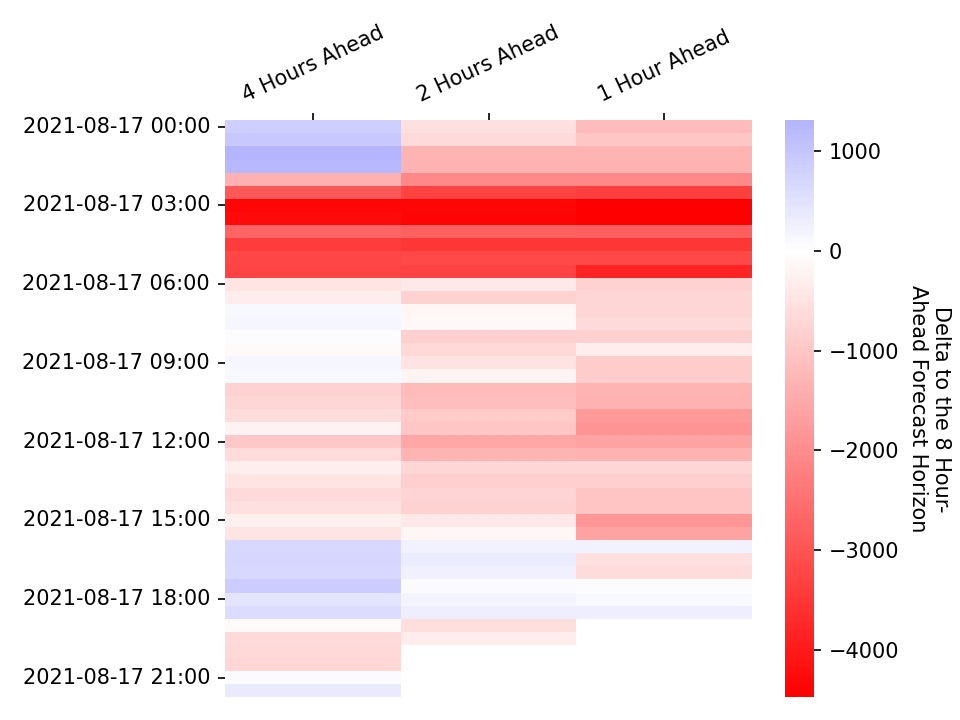 4 Hours Ahead
2 Hours Ahead
1 Hour Ahead
2021-08-17 00:00
2021-08-17 03:00
2021-08-17 06:00
2021-08-17 09:00
2021-08-17 12:00
2021-08-17 15:00
2021-08-17 18:00
2021-08-17 21:00
1000
0
−1000
−2000
−3000
−4000
Delta to the 8 Hour-
Ahead Forecast Horizon